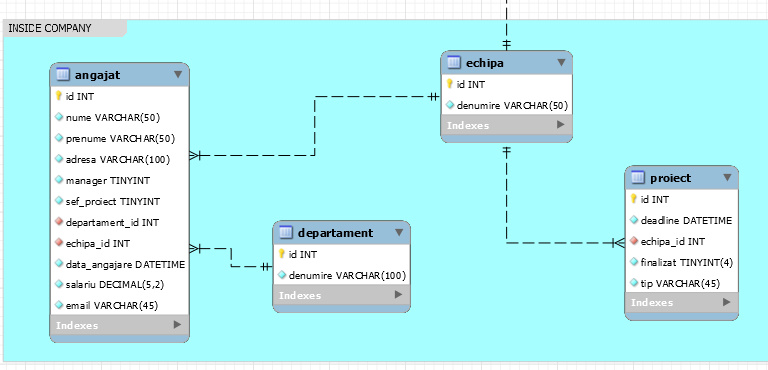 INSIDE COMPANY
angajat
id INT
nume VARCHAR(50)
prenume VARCHAR(50)
adresa VARCHAR(100)
manager TINYINT
sef_proiect TINYINT
departament_id INT
echipa_id INT
data_angajare DATETIME
salariu DECIMAL(5,2)
email VARCHAR(45)
Indexes
echipa
id INT
denumire VARCHAR(50)
Indexes
departament
id INT
denumire VARCHAR(100)
Indexes
proiect
id INT
deadline DATETIME
echipa_id INT
finalizat TINYINT(4)
tip VARCHAR(45)
Indexes